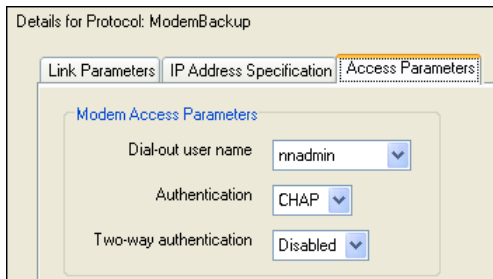 Details for Protocol: ModemBackup
Link Parameters IP Address Specification Access Parameters
Modem Access Parameters
Dial-out user name nnadmin
Authentication CHAP
Two-way authentication Disabled